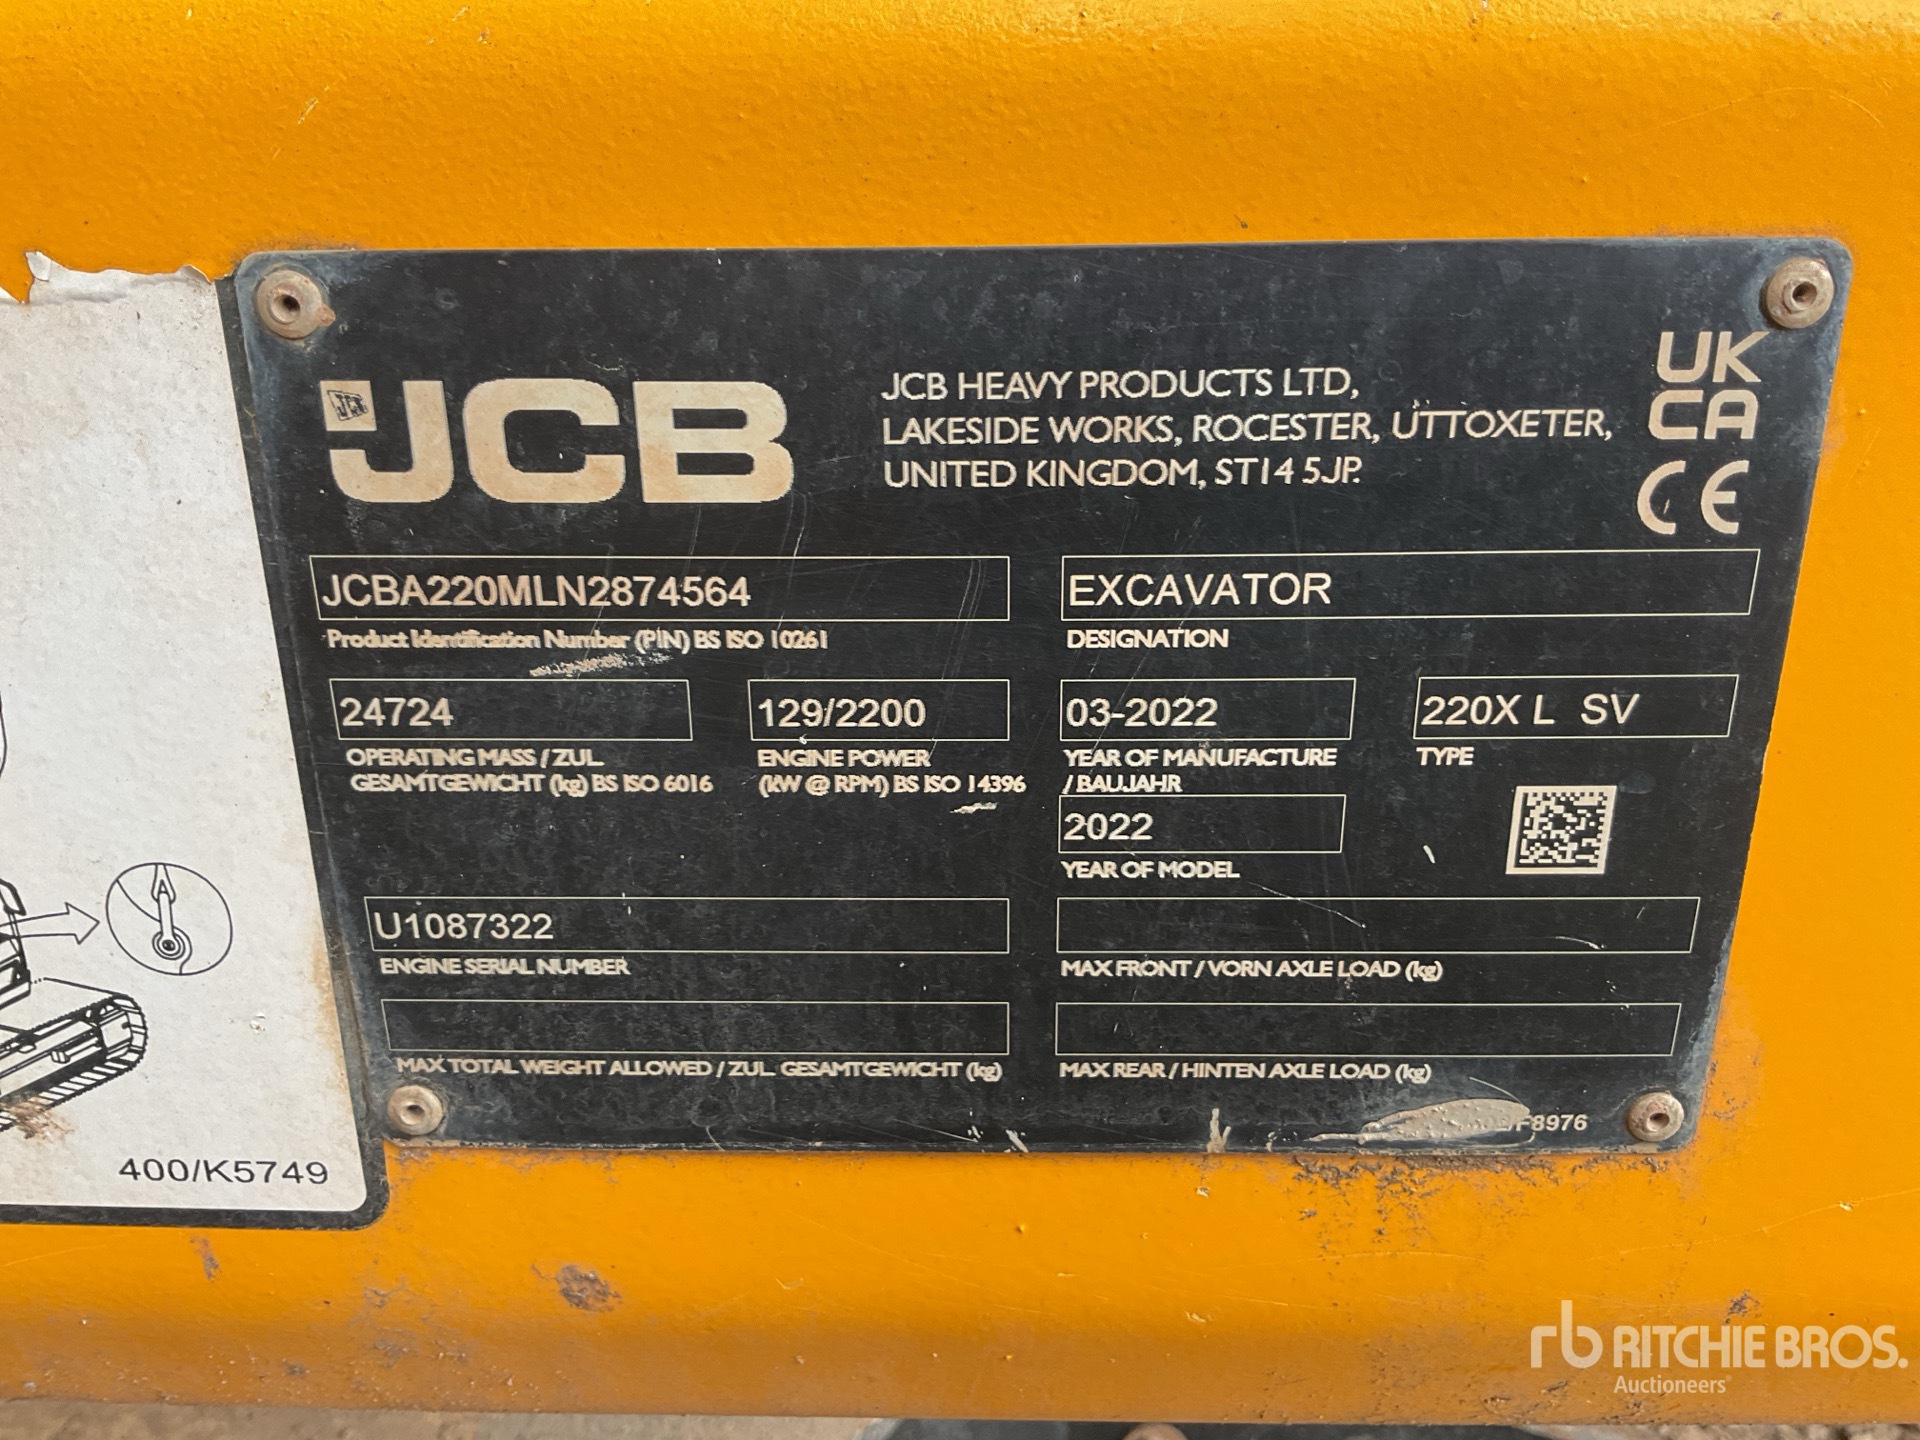 JCB
JCB HEAVY PRODUCTS LTD,
LAKESIDE WORKS, ROCESTER, UTTOXETER,
UNITED KINGDOM, ST14 5JP.
UK
CA
CE
JCBA220MLN2874564
Product Identification Number (PIN) BS ISO 10261
EXCAVATOR
DESIGNATION
24724
OPERATING MASS / ZUL.
GESAMTGEWICHT (kg) BS ISO 6016
129/2200
ENGINE POWER
(kW @ RPM) BS ISO 14396
03-2022
YEAR OF MANUFACTURE
/ BAUJAHR
220X L SV
TYPE
2022
YEAR OF MODEL
U1087322
ENGINE SERIAL NUMBER
MAX FRONT / VORN AXLE LOAD (kg)
MAX TOTAL WEIGHT ALLOWED / ZUL. GESAMTGEWICHT (kg)
MAX REAR / HINTEN AXLE LOAD (kg)
/F8976
400/K5749
rb RITCHIE BROS.
Auctioneers